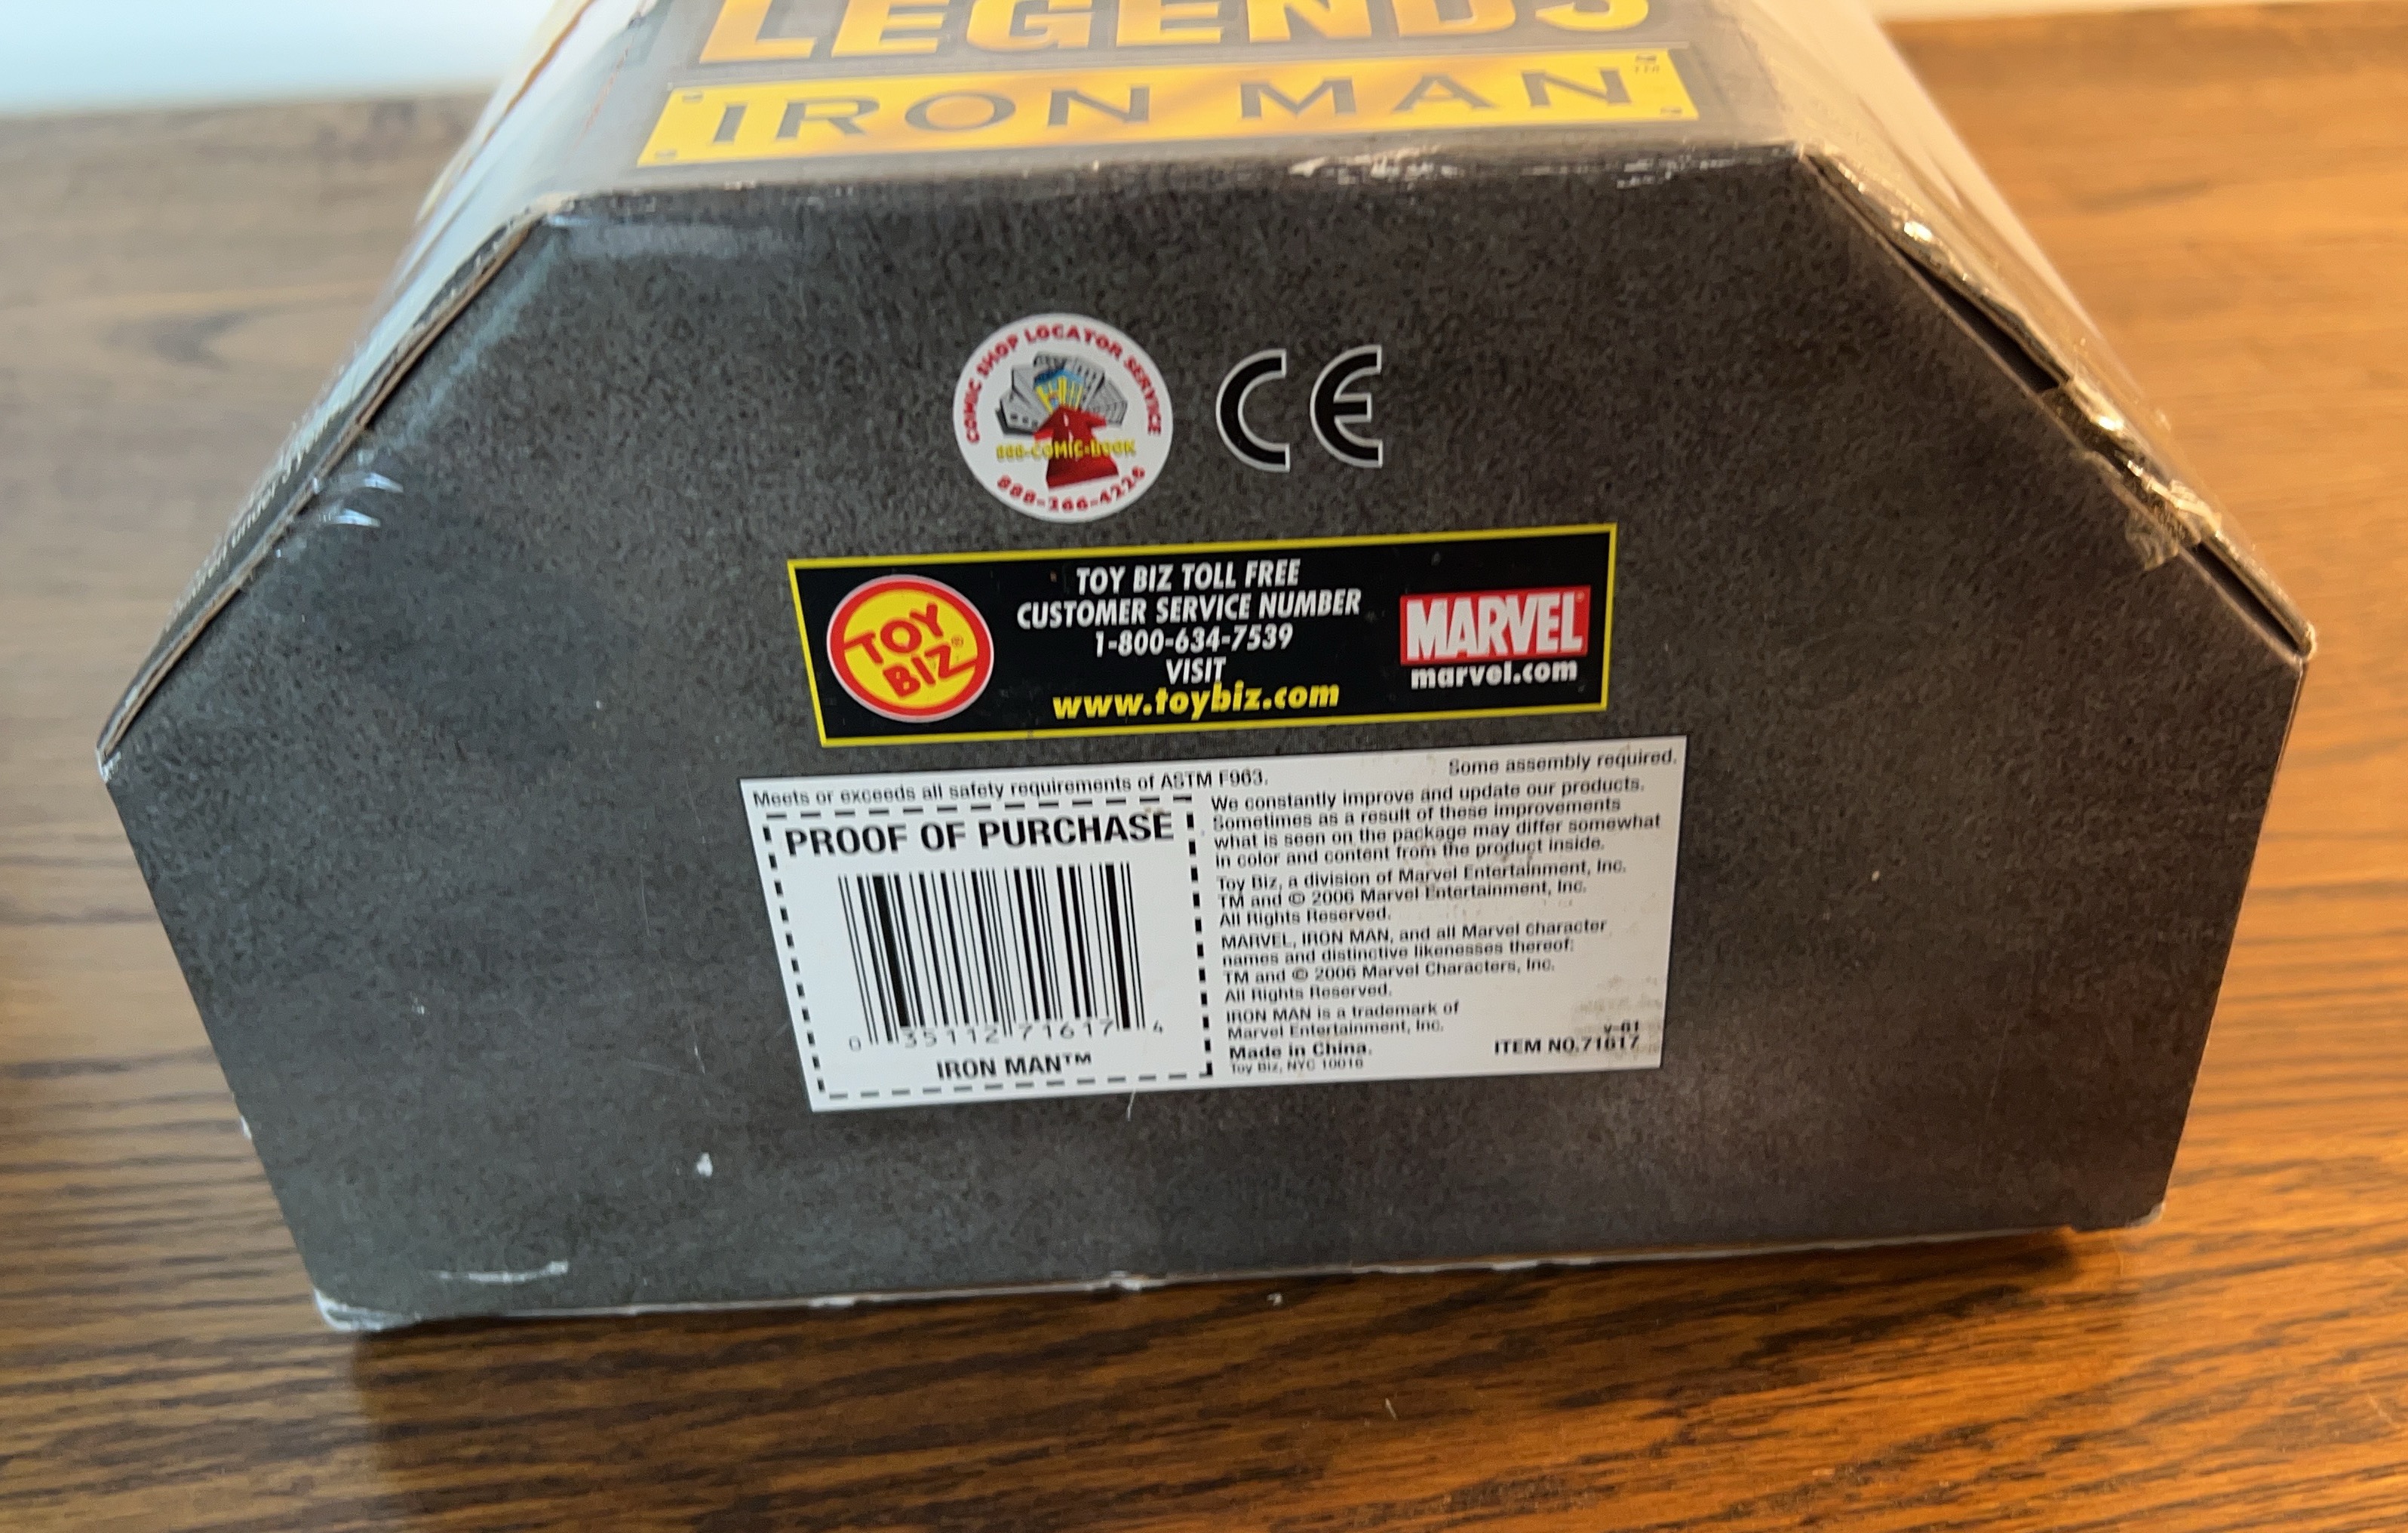 LEGENDS
IRON MAN
COMIC SHOP LOCATOR SERVICE
888-COMIC-BOOK
888-266-4226
CE
TOY BIZ®
TOY BIZ TOLL FREE
CUSTOMER SERVICE NUMBER
1-800-634-7539
VISIT
www.toybiz.com
MARVEL
marvel.com
Meets or exceeds all safety requirements of ASTM F963.
Some assembly required.
PROOF OF PURCHASE
0 35112 71617 4
IRON MAN™
We constantly improve and update our products.
Sometimes as a result of these improvements
what is seen on the package may differ somewhat
in color and content from the product inside.
Toy Biz, a division of Marvel Entertainment, Inc.
TM and © 2006 Marvel Entertainment, Inc.
All Rights Reserved.
MARVEL, IRON MAN, and all Marvel character
names and distinctive likenesses thereof:
TM and © 2006 Marvel Characters, Inc.
All Rights Reserved.
IRON MAN is a trademark of
Marvel Entertainment, Inc.
Made in China.
Toy Biz, NYC 10016
v-01
ITEM NO.71617